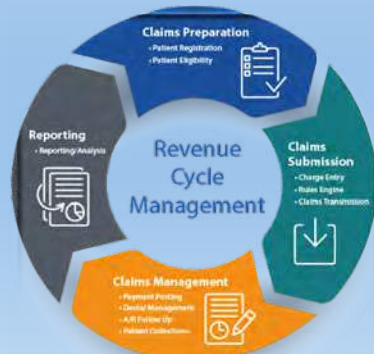 Claims Preparation
• Patient Registration
• Patient Eligibility
Revenue
Cycle
Management
Claims
Submission
• Charge Entry
• Rules Engine
• Claims Transmission
Claims Management
• Payment Posting
• Denial Management
• A/R Follow Up
• Patient Collections
Reporting
• Reporting/Analysis